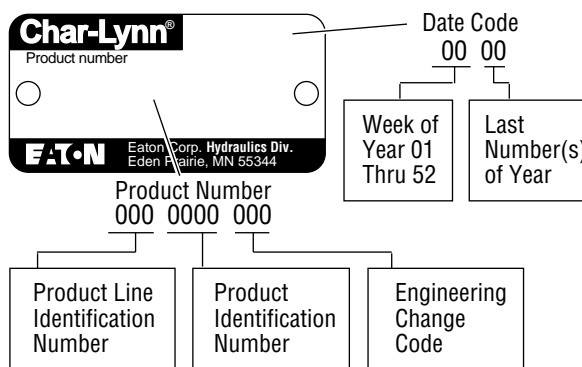 Char-Lynn®
Product number
EATON
Eaton Corp. Hydraulics Div.
Eden Prairie, MN 55344
Date Code
00 00
Week of
Year 01
Thru 52
Last
Number(s)
of Year
Product Number
000 0000 000
Product Line
Identification
Number
Product
Identification
Number
Engineering
Change
Code